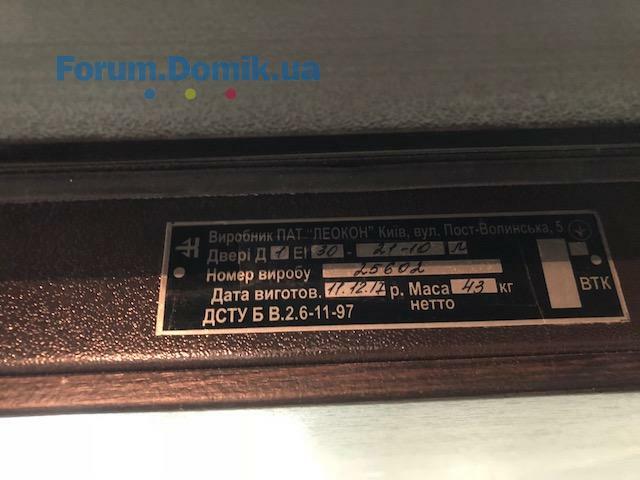 Forum.Domik.ua
Виробник ПАТ "ЛЕОКОН" Київ, вул. Пост-Волинська, 5
Двері Д 1 ЕІ 30 - 21-10 Л
Номер виробу 25602
Дата виготов. 11.12.17 р. Маса 43 кг
нетто
ВТК
ДСТУ Б В.2.6-11-97